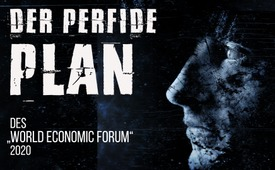 DER PERFIDE
PLAN
DES
„WORLD ECONOMIC FORUM“
2020